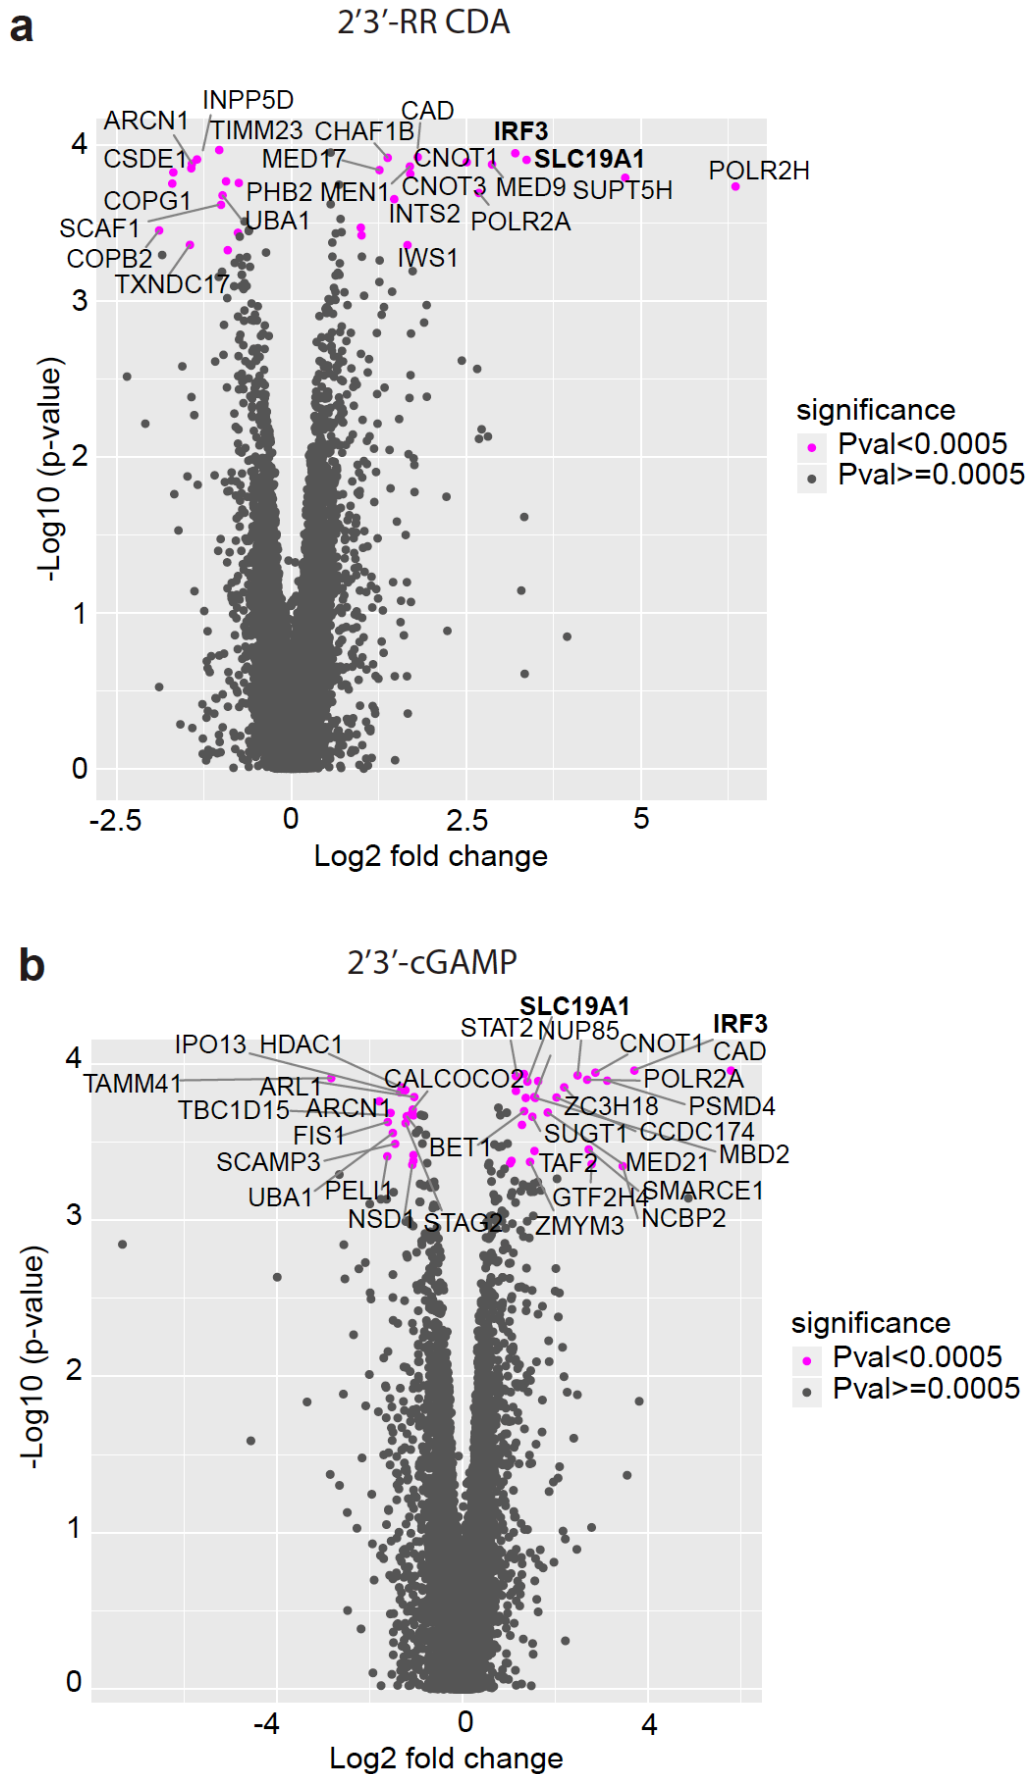 a
2’3’-RR CDA
INPP5D
ARCN1
TIMM23
CHAF1B
CAD
IRF3
CSDE1
MED17
CNOT1
SLC19A1
POLR2H
COPG1
PHB2
MEN1
CNOT3
MED9
SUPT5H
SCAF1
UBA1
INTS2
POLR2A
COPB2
IWS1
TXNDC17
4
3
2
1
0
-Log10 (p-value)
-2.5
0
2.5
5
Log2 fold change
significance
Pval<0.0005
Pval>=0.0005
b
2’3’-cGAMP
SLC19A1
STAT2
NUP85
IRF3
IPO13
HDAC1
CNOT1
CAD
TAMM41
ARL1
CALCOCO2
POLR2A
TBC1D15
ARCN1
ZC3H18
PSMD4
FIS1
BET1
SUGT1
CCDC174
SCAMP3
TAF2
MED21
MBD2
UBA1
PELI1
GTF2H4
SMARCE1
NSD1
STAG2
ZMYM3
NCBP2
4
3
2
1
0
-Log10 (p-value)
-4
0
4
Log2 fold change
significance
Pval<0.0005
Pval>=0.0005